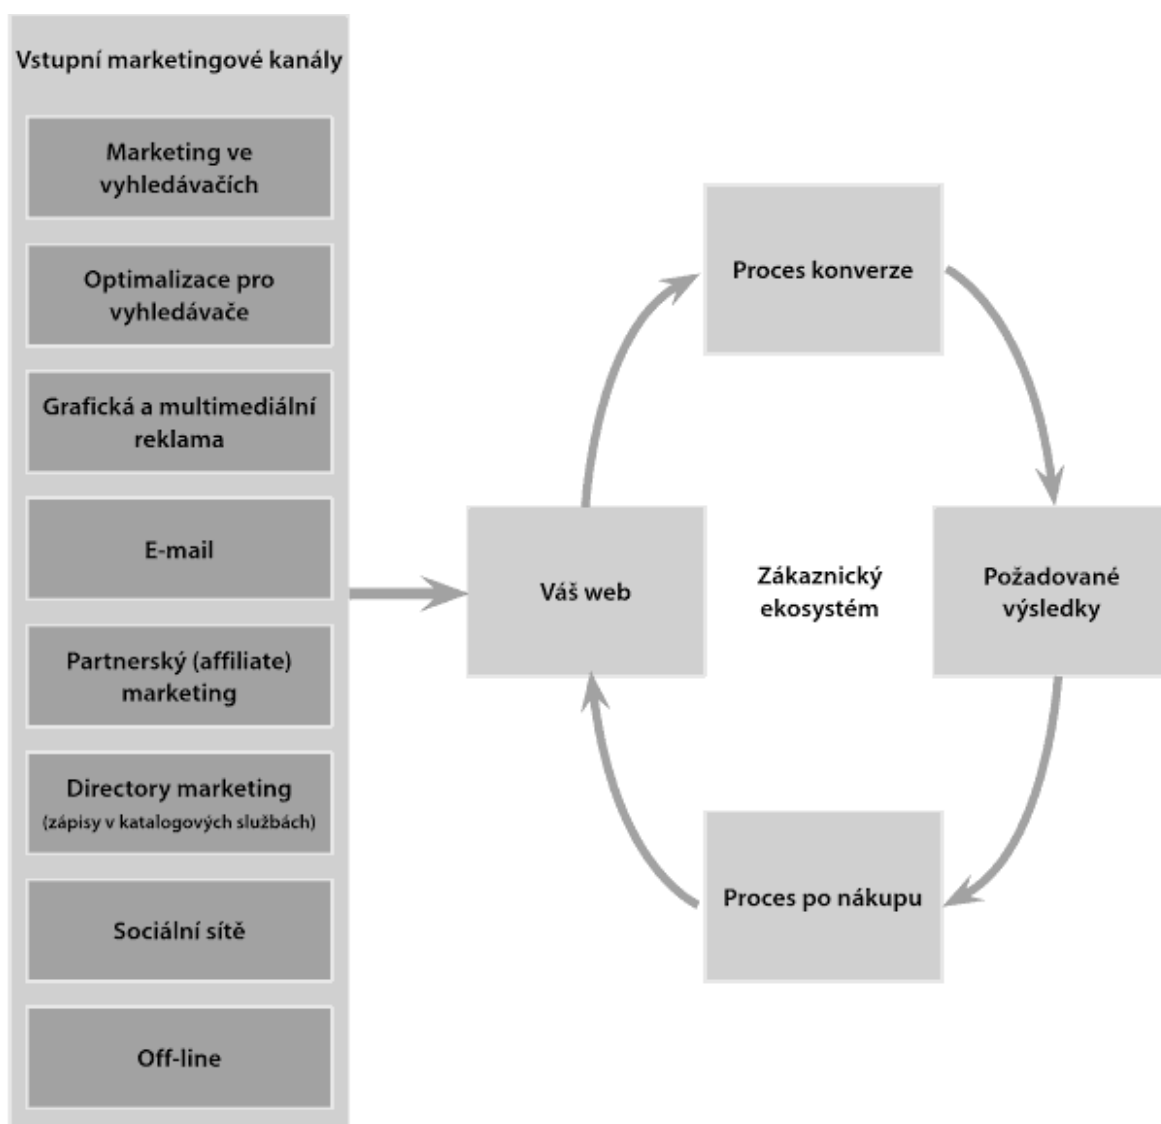 Vstupní marketingové kanály
Marketing ve
vyhledávačích
Optimalizace pro
vyhledávače
Grafická a multimediální
reklama
E-mail
Partnerský (affiliate)
marketing
Directory marketing
(zápisy v katalogových službách)
Sociální sítě
Off-line
Váš web
Proces konverze
Zákaznický
ekosystém
Požadované
výsledky
Proces po nákupu